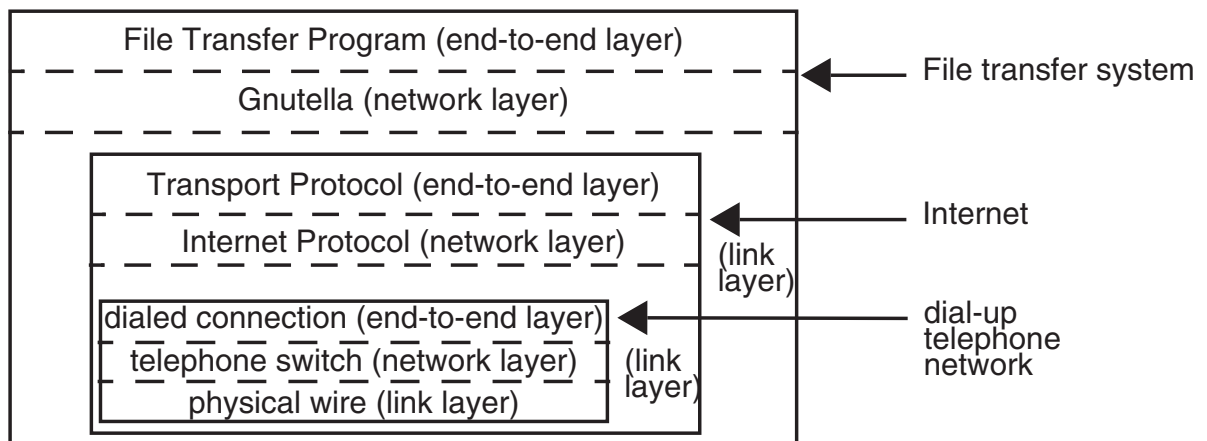 File Transfer Program (end-to-end layer)
File transfer system
Gnutella (network layer)
Transport Protocol (end-to-end layer)
Internet
Internet Protocol (network layer)
(link
layer)
dialed connection (end-to-end layer)
dial-up
telephone
network
telephone switch (network layer)
(link
layer)
physical wire (link layer)